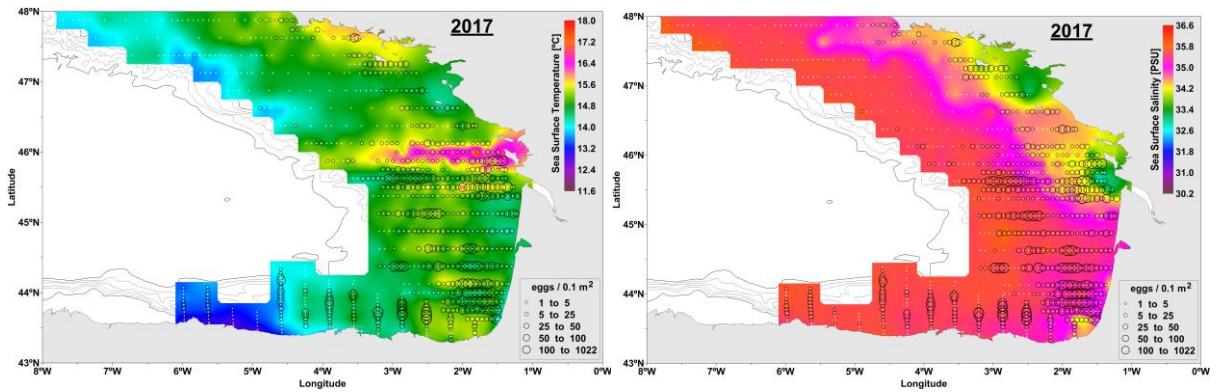 2017
48°N
47°N
46°N
45°N
44°N
43°N
Latitude
8°W 7°W 6°W 5°W 4°W 3°W 2°W 1°W 0°W
Longitude
18.0
17.2
16.4
15.6
14.8
14.0
13.2
12.4
11.6
Sea Surface Temperature [ºC]
eggs / 0.1 m²
1 to 5
5 to 25
25 to 50
50 to 100
100 to 1022
2017
48°N
47°N
46°N
45°N
44°N
43°N
Latitude
8°W 7°W 6°W 5°W 4°W 3°W 2°W 1°W 0°W
Longitude
36.6
35.8
35.0
34.2
33.4
32.6
31.8
31.0
30.2
Sea Surface Salinity [PSU]
eggs / 0.1 m²
1 to 5
5 to 25
25 to 50
50 to 100
100 to 1022